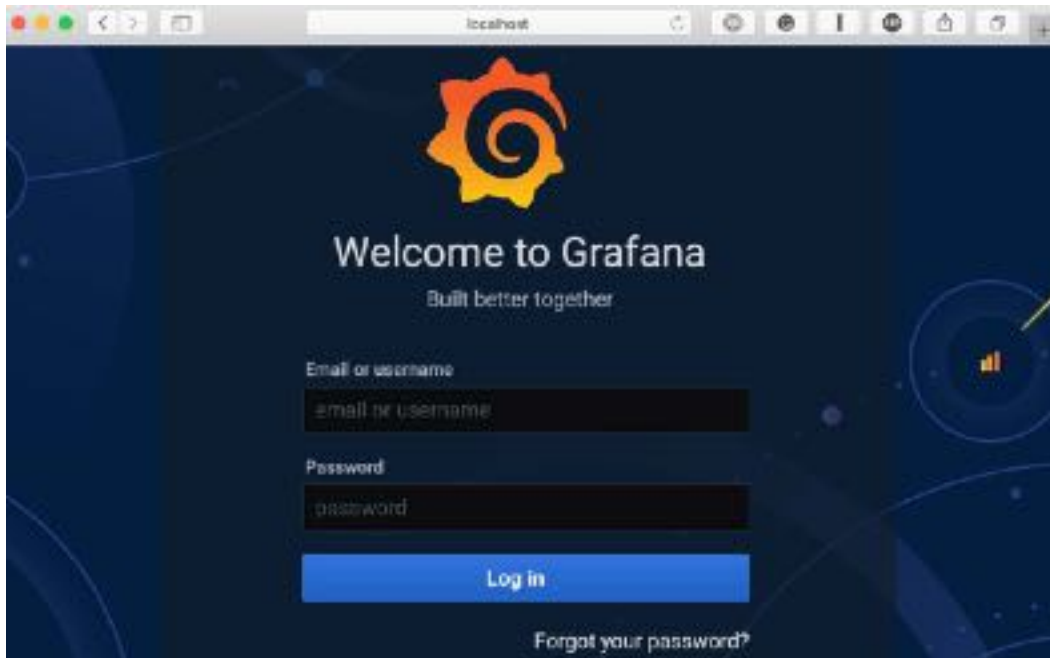 localhost
Welcome to Grafana
Built better together
Email or username
email or username
Password
password
Log in
Forgot your password?